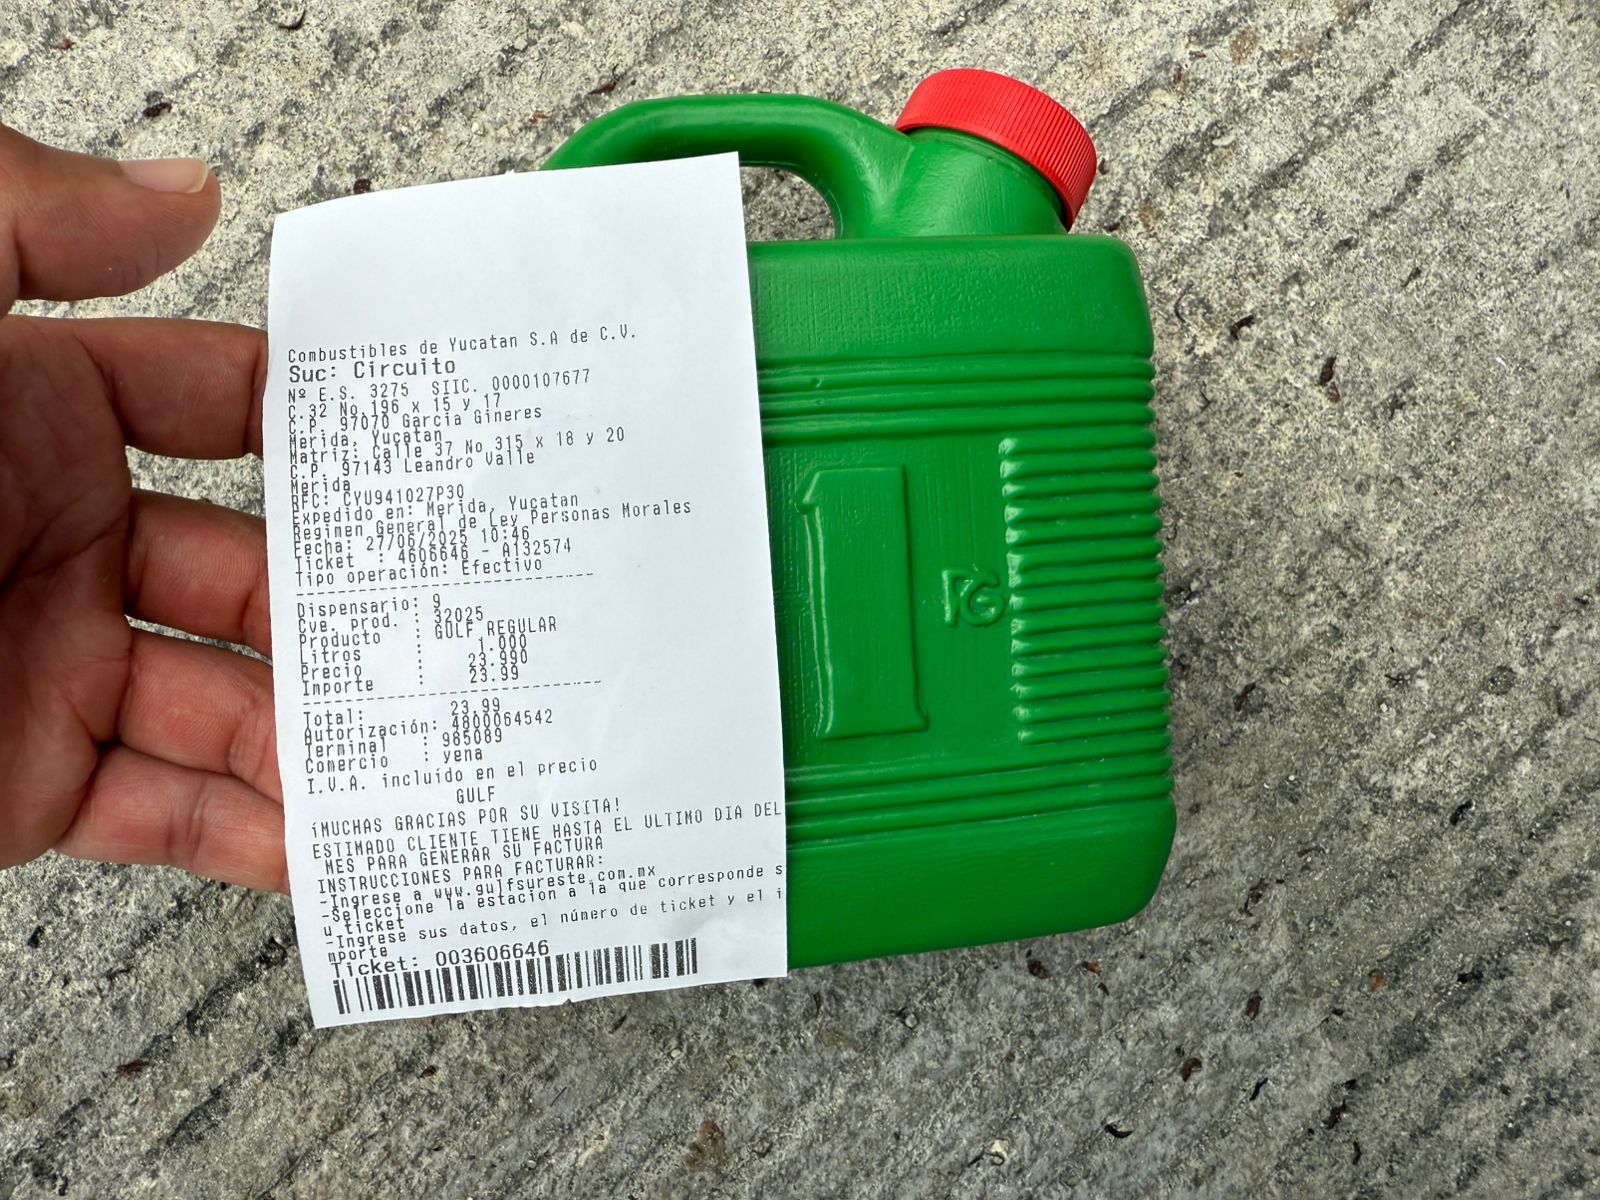 Combustibles de Yucatan S.A de C.V.
Suc: Circuito
Nº E.S. 3275 SIIC. 0000107677
C.32 No.196 x 15 y 17
C.P. 97070 Garcia Gineres
Merida, Yucatan
Matriz: Calle 37 No 315 x 18 y 20
C.P. 97143 Leandro Valle
Merida
RFC: CYU941027P30
Expedido en: Merida, Yucatan
Regimen General de Ley Personas Morales
Fecha: 27/06/2025 10:46
Ticket : 4606646 - A132574
Tipo operación: Efectivo
Dispensario: 9
Cve. prod. : 32025
Producto : GULF REGULAR
Litros : 1.000
Precio : 23.990
Importe : 23.99
Total: 23.99
Autorización: 4800064542
Terminal : 985089
Comercio : yena
I.V.A. incluído en el precio
GULF
¡MUCHAS GRACIAS POR SU VISITA!
ESTIMADO CLIENTE TIENE HASTA EL ULTIMO DIA DEL
MES PARA GENERAR SU FACTURA
INSTRUCCIONES PARA FACTURAR:
-Ingrese a www.gulfsureste.com.mx
-Seleccione la estacion a la que corresponde s
u ticket
-Ingrese sus datos, el número de ticket y el i
mporte
Ticket: 003606646
1